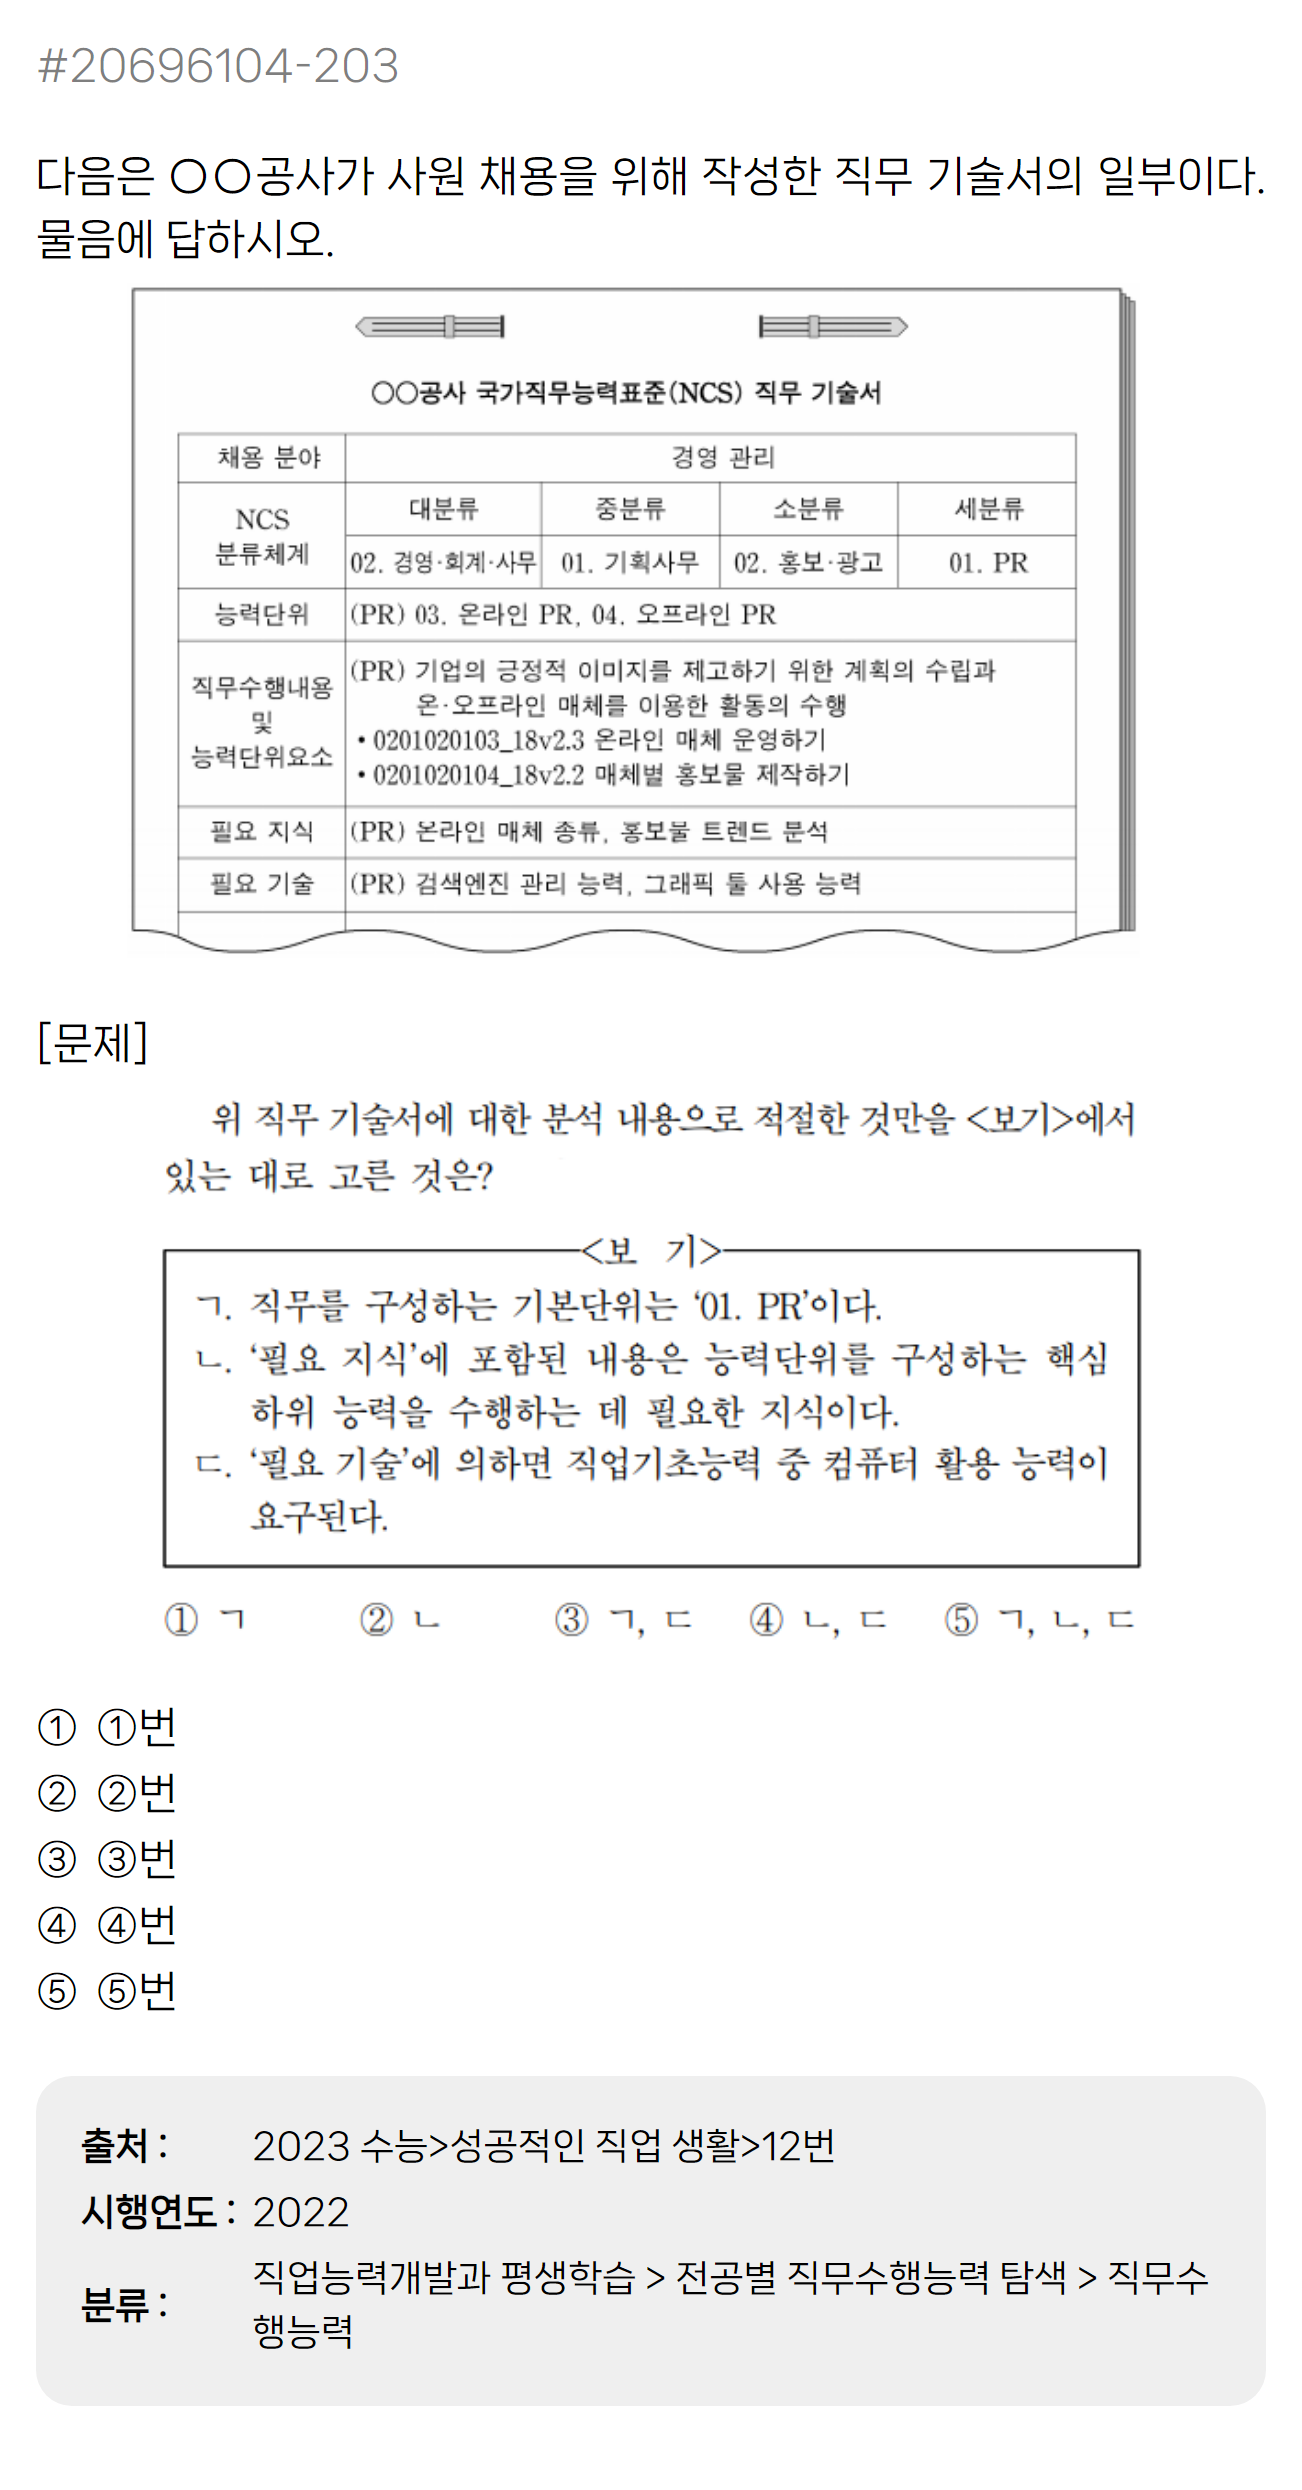 #20696104-203
다음은 ○○공사가 사원 채용을 위해 작성한 직무 기술서의 일부이다.
물음에 답하시오.
○○공사 국가직무능력표준(NCS) 직무 기술서
채용 분야 경영 관리
NCS 분류체계 대분류 중분류 소분류 세분류
02. 경영·회계·사무 01. 기획사무 02. 홍보·광고 01. PR
능력단위 (PR) 03. 온라인 PR, 04. 오프라인 PR
직무수행내용 및 능력단위요소 (PR) 기업의 긍정적 이미지를 제고하기 위한 계획의 수립과
온·오프라인 매체를 이용한 활동의 수행
• 0201020103_18v2.3 온라인 매체 운영하기
• 0201020104_18v2.2 매체별 홍보물 제작하기
필요 지식 (PR) 온라인 매체 종류, 홍보물 트렌드 분석
필요 기술 (PR) 검색엔진 관리 능력, 그래픽 툴 사용 능력
[문제]
위 직무 기술서에 대한 분석 내용으로 적절한 것만을 <보기>에서
있는 대로 고른 것은?
<보 기>
ㄱ. 직무를 구성하는 기본단위는 ‘01. PR’이다.
ㄴ. ‘필요 지식’에 포함된 내용은 능력단위를 구성하는 핵심
하위 능력을 수행하는 데 필요한 지식이다.
ㄷ. ‘필요 기술’에 의하면 직업기초능력 중 컴퓨터 활용 능력이
요구된다.
① ㄱ ② ㄴ ③ ㄱ, ㄷ ④ ㄴ, ㄷ ⑤ ㄱ, ㄴ, ㄷ
① ①번
② ②번
③ ③번
④ ④번
⑤ ⑤번
출처 : 2023 수능>성공적인 직업 생활>12번
시행연도 : 2022
분류 : 직업능력개발과 평생학습 > 전공별 직무수행능력 탐색 > 직무수
행능력